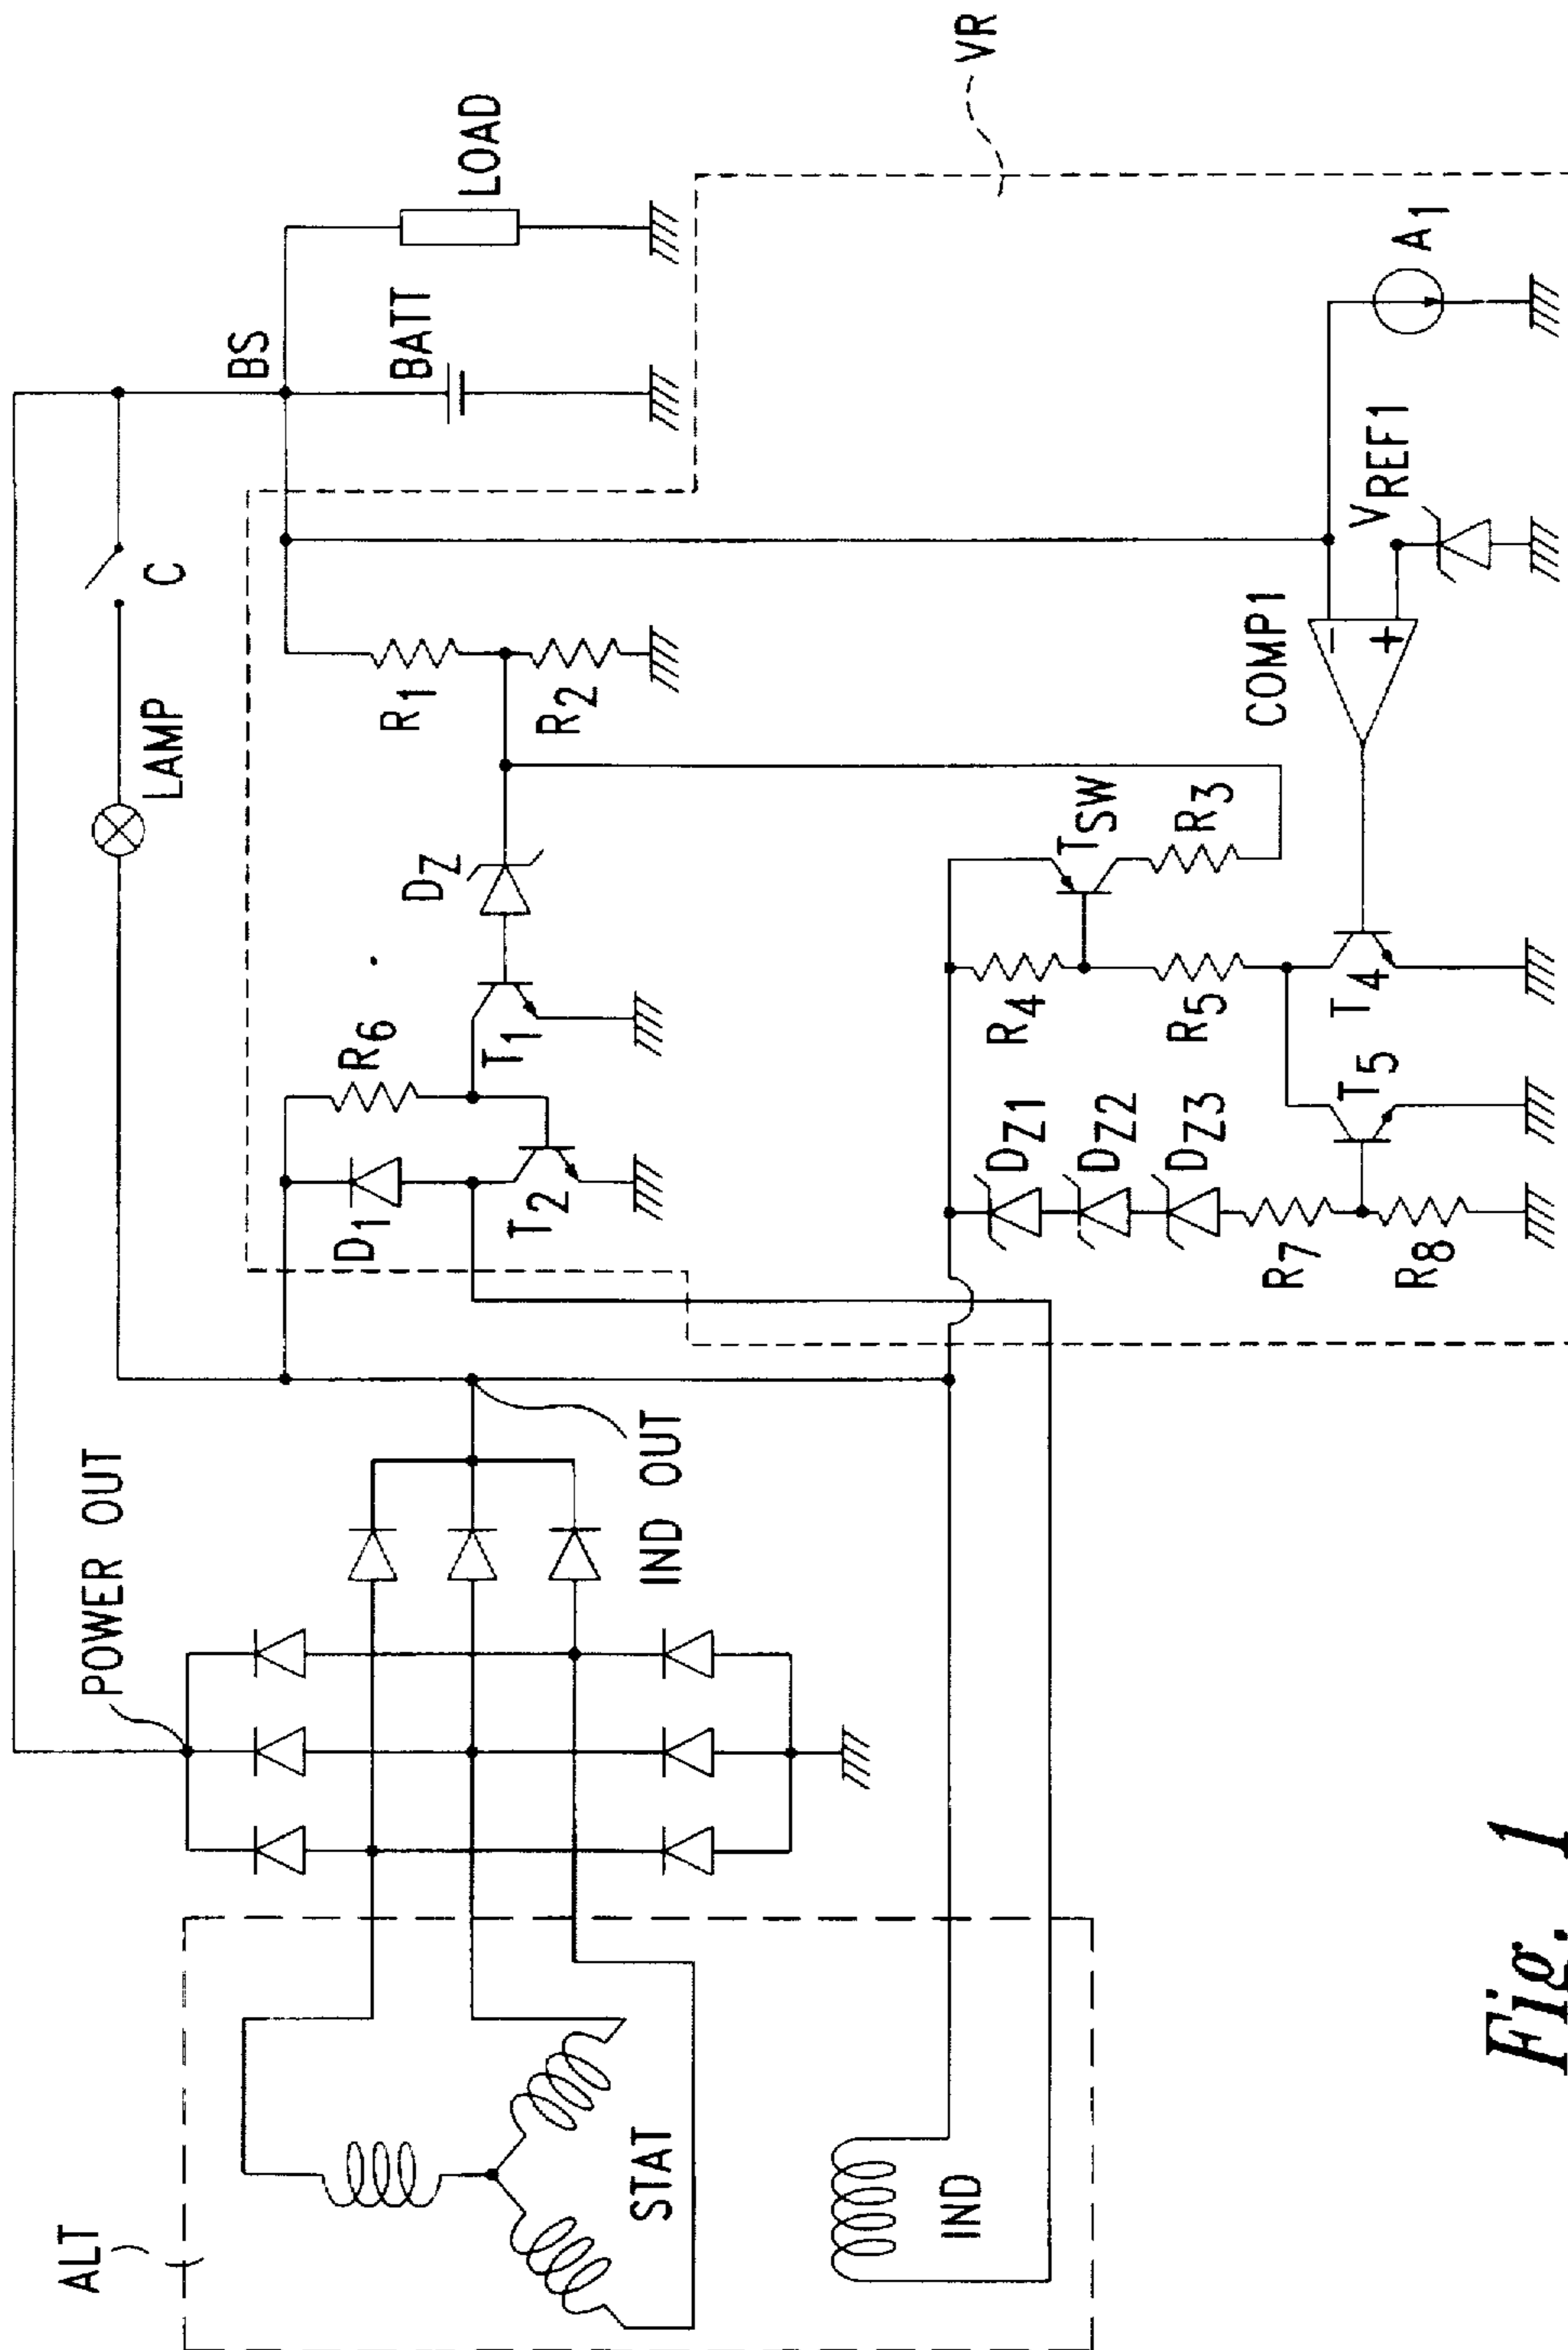 ALT
STAT
IND
POWER OUT
IND OUT
LAMP
C
BS
BATT
LOAD
VR
D1
R6
T2
T1
DZ
R1
R2
DZ1
DZ2
DZ3
R7
R8
T5
R4
R5
T4
TSW
R3
COMP1
-
+
VREF1
A1
Fig. 1